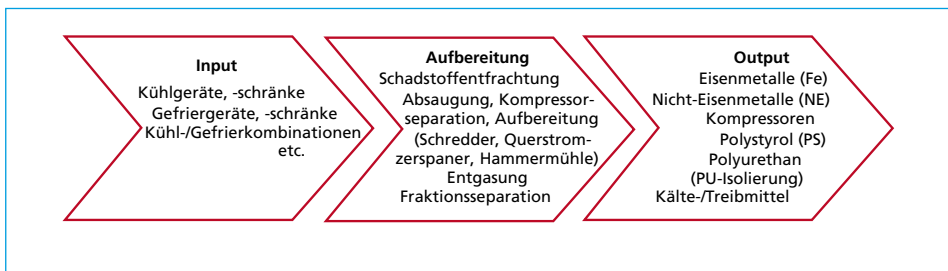 Input
Kühlgeräte, -schränke
Gefriergeräte, -schränke
Kühl-/Gefrierkombinationen
etc.
Aufbereitung
Schadstoffentfrachtung
Absaugung, Kompressor-
separation, Aufbereitung
(Schredder, Querstrom-
zerspaner, Hammermühle)
Entgasung
Fraktionsseparation
Output
Eisenmetalle (Fe)
Nicht-Eisenmetalle (NE)
Kompressoren
Polystyrol (PS)
Polyurethan
(PU-Isolierung)
Kälte-/Treibmittel